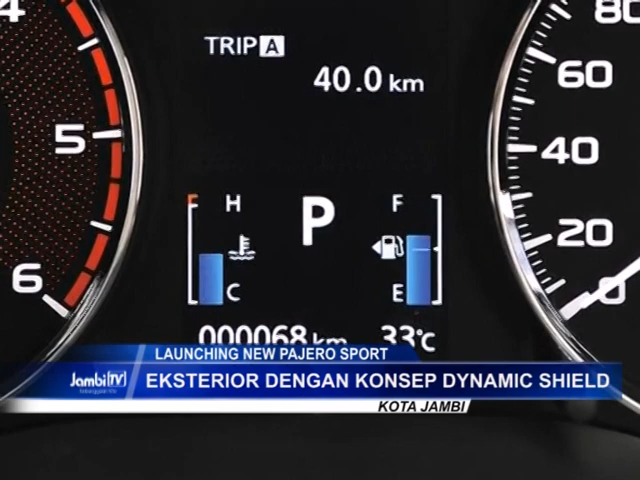 4
80
TRIP A
40.0 km
60
5
40
H
P
F
20
6
C
E
0
000068 km 33°C
LAUNCHING NEW PAJERO SPORT
Jambi TV
EKSTERIOR DENGAN KONSEP DYNAMIC SHIELD
KOTA JAMBI